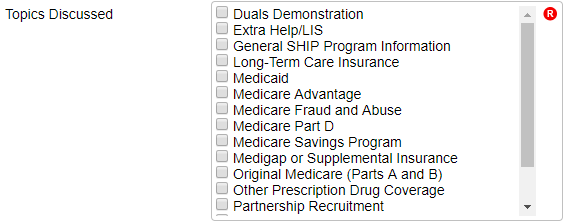 Topics Discussed
Duals Demonstration
Extra Help/LIS
General SHIP Program Information
Long-Term Care Insurance
Medicaid
Medicare Advantage
Medicare Fraud and Abuse
Medicare Part D
Medicare Savings Program
Medigap or Supplemental Insurance
Original Medicare (Parts A and B)
Other Prescription Drug Coverage
Partnership Recruitment
R